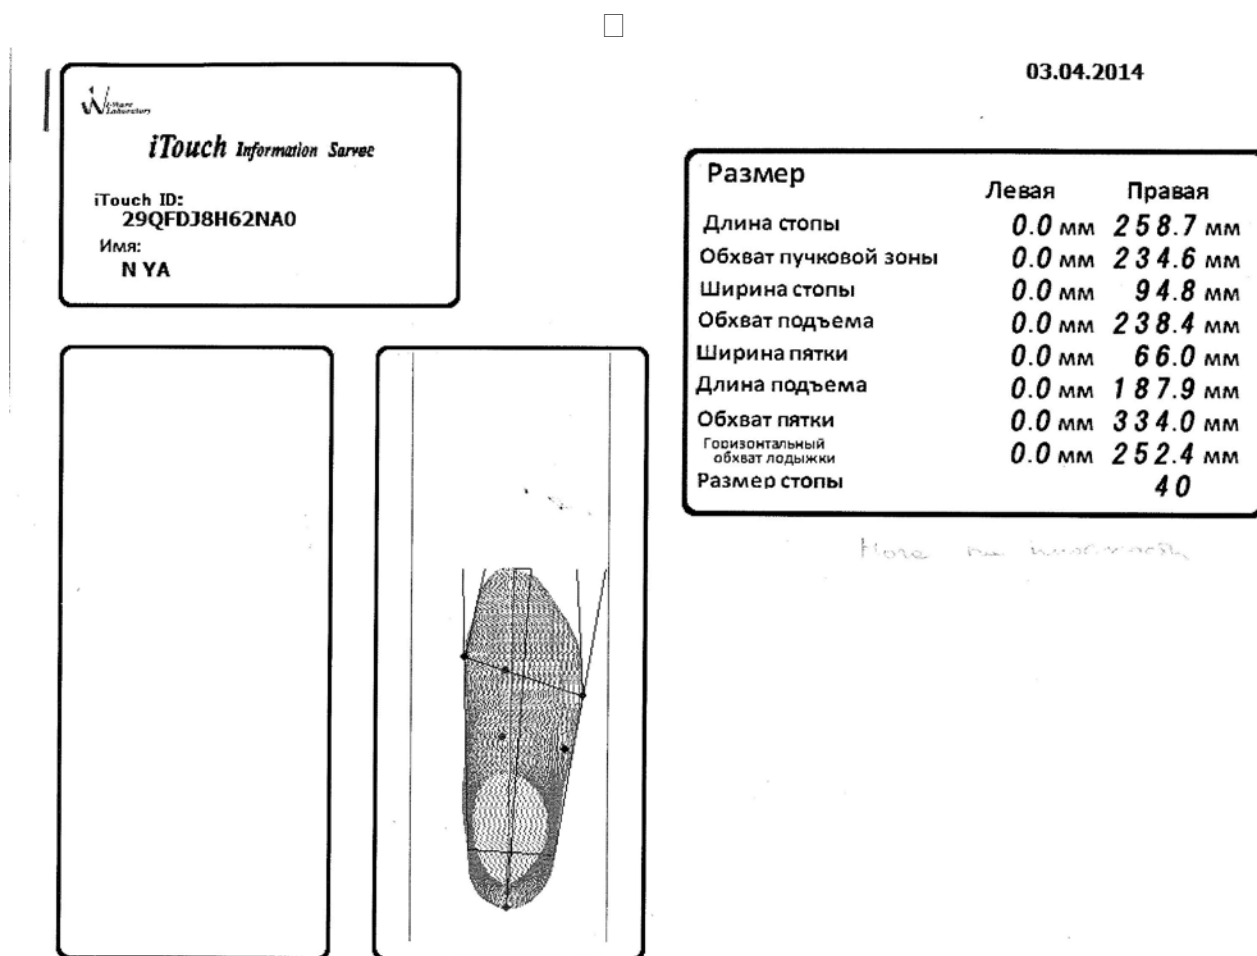 03.04.2014
I-Ware
Laboratory
iTouch Information Sarvec
iTouch ID:
29QFDJ8H62NA0
Имя:
N YA
Размер
Левая Правая
Длина стопы 0.0 мм 258.7 мм
Обхват пучковой зоны 0.0 мм 234.6 мм
Ширина стопы 0.0 мм 94.8 мм
Обхват подъема 0.0 мм 238.4 мм
Ширина пятки 0.0 мм 66.0 мм
Длина подъема 0.0 мм 187.9 мм
Обхват пятки 0.0 мм 334.0 мм
Горизонтальный
обхват лодыжки 0.0 мм 252.4 мм
Размер стопы 40